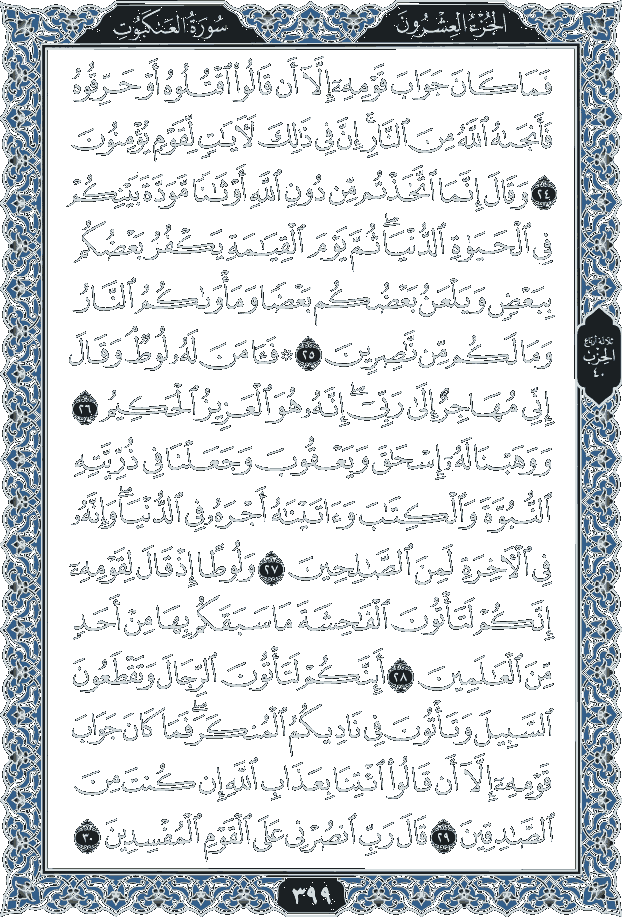 الجزء العشرون
سورة العنكبوت
فَمَا كَانَ جَوَابَ قَوْمِهِۦٓ إِلَّآ أَن قَالُوا۟ ٱقْتُلُوهُ أَوْ حَرِّقُوهُ
فَأَنجَىٰهُ ٱللَّهُ مِنَ ٱلنَّارِ ۚ إِنَّ فِى ذَٰلِكَ لَـَٔايَـٰتٍ لِّقَوْمٍ يُؤْمِنُونَ
٢٤ وَقَالَ إِنَّمَا ٱتَّخَذْتُم مِّن دُونِ ٱللَّهِ أَوْثَـٰنًا مَّوَدَّةَ بَيْنِكُمْ
فِى ٱلْحَيَوٰةِ ٱلدُّنْيَا ۖ ثُمَّ يَوْمَ ٱلْقِيَـٰمَةِ يَكْفُرُ بَعْضُكُم
بِبَعْضٍ وَيَلْعَنُ بَعْضُكُم بَعْضًا وَمَأْوَىٰكُمُ ٱلنَّارُ
وَمَا لَكُم مِّن نَّـٰصِرِينَ ٢٥ ۞ فَـَٔامَنَ لَهُۥ لُوطٌ ۘ وَقَالَ
إِنِّى مُهَاجِرٌ إِلَىٰ رَبِّىٓ ۖ إِنَّهُۥ هُوَ ٱلْعَزِيزُ ٱلْحَكِيمُ ٢٦
وَوَهَبْنَا لَهُۥٓ إِسْحَـٰقَ وَيَعْقُوبَ وَجَعَلْنَا فِى ذُرِّيَّتِهِ
ٱلنُّبُوَّةَ وَٱلْكِتَـٰبَ وَءَاتَيْنَـٰهُ أَجْرَهُۥ فِى ٱلدُّنْيَا ۖ وَإِنَّهُۥ
فِى ٱلْـَٔاخِرَةِ لَمِنَ ٱلصَّـٰلِحِينَ ٢٧ وَلُوطًا إِذْ قَالَ لِقَوْمِهِۦٓ
إِنَّكُمْ لَتَأْتُونَ ٱلْفَـٰحِشَةَ مَا سَبَقَكُم بِهَا مِنْ أَحَدٍ
مِّنَ ٱلْعَـٰلَمِينَ ٢٨ أَئِنَّكُمْ لَتَأْتُونَ ٱلرِّجَالَ وَتَقْطَعُونَ
ٱلسَّبِيلَ وَتَأْتُونَ فِى نَادِيكُمُ ٱلْمُنكَرَ ۖ فَمَا كَانَ جَوَابَ
قَوْمِهِۦٓ إِلَّآ أَن قَالُوا۟ ٱئْتِنَا بِعَذَابِ ٱللَّهِ إِن كُنتَ مِنَ
ٱلصَّـٰدِقِينَ ٢٩ قَالَ رَبِّ ٱنصُرْنِى عَلَى ٱلْقَوْمِ ٱلْمُفْسِدِينَ ٣٠
ثلاثة أرباع
الحزب
٤٠
٣٩٩